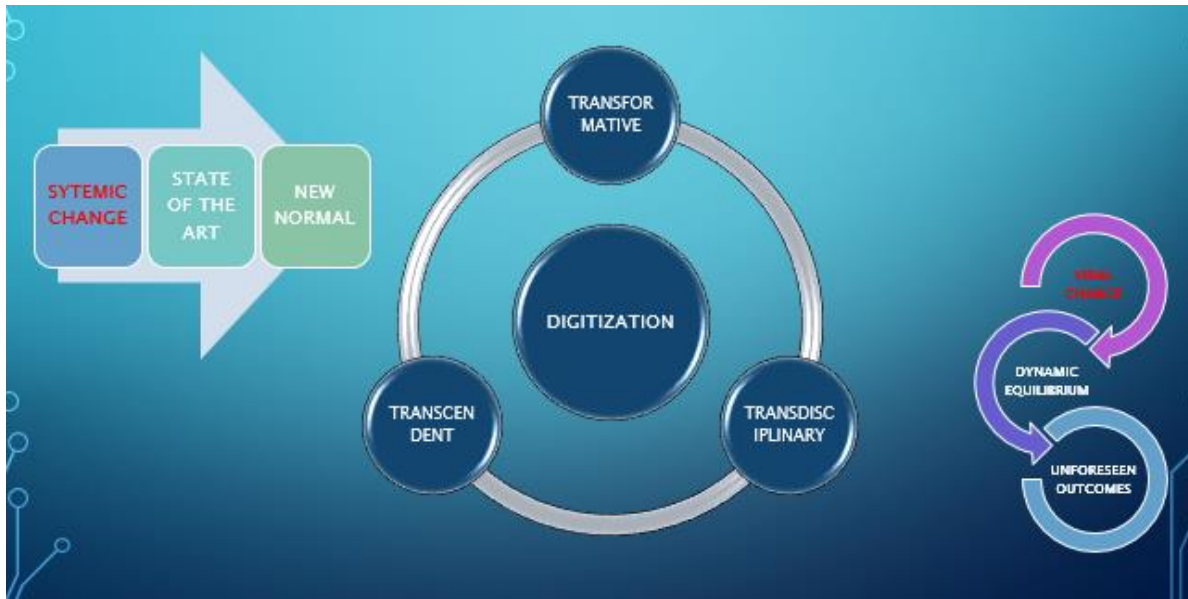 SYTEMIC
CHANGE
STATE
OF THE
ART
NEW
NORMAL
TRANSFOR
MATIVE
DIGITIZATION
TRANSCEN
DENT
TRANSDISC
IPLINARY
CHANGE
DYNAMIC
EQUILIBRIUM
UNFORESEEN
OUTCOMES